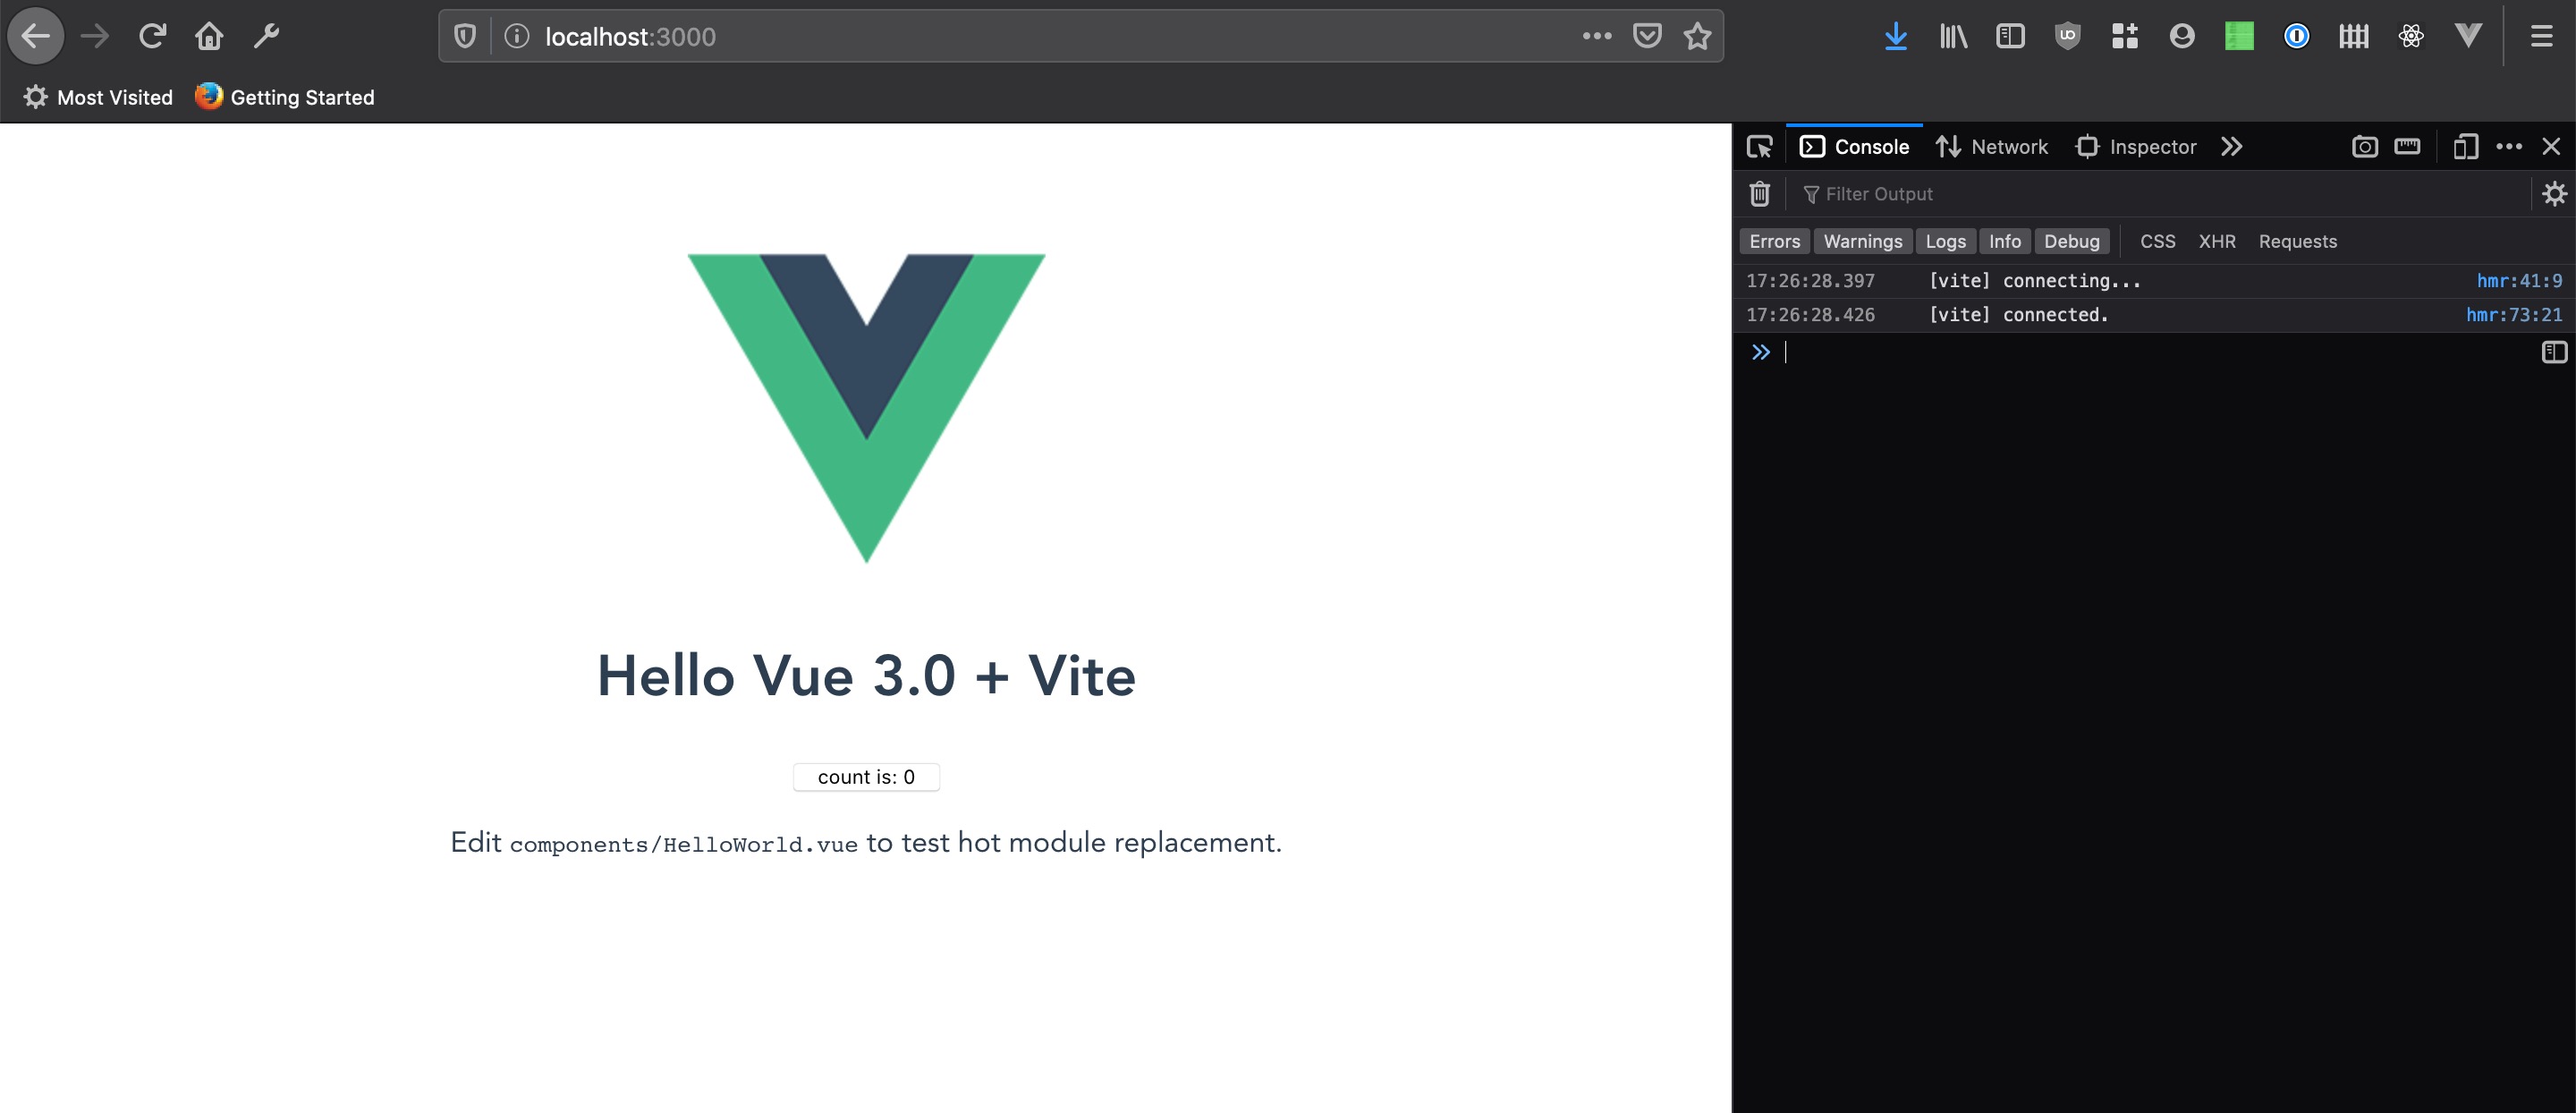 localhost:3000
Most Visited
Getting Started
Console
Network
Inspector
Filter Output
Errors Warnings Logs Info Debug CSS XHR Requests
17:26:28.397 [vite] connecting... hmr:41:9
17:26:28.426 [vite] connected. hmr:73:21
Hello Vue 3.0 + Vite
count is: 0
Edit components/HelloWorld.vue to test hot module replacement.